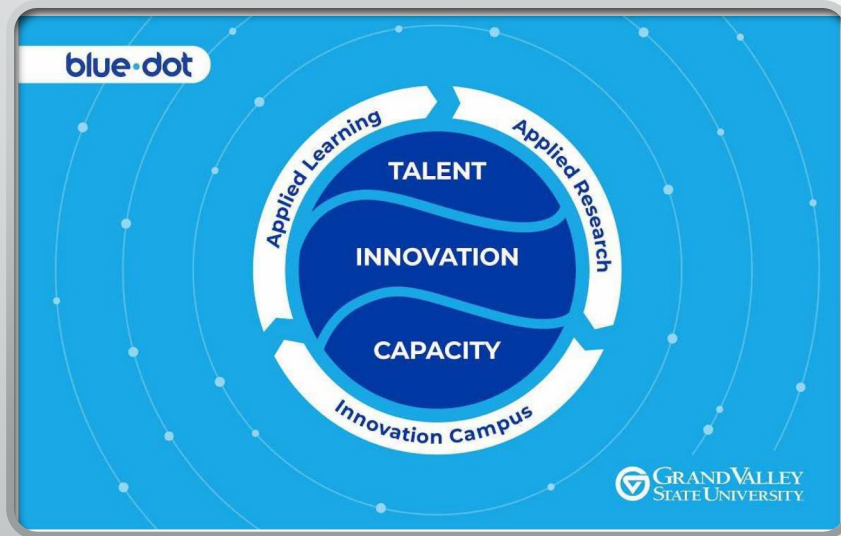 blue•dot
Applied Learning
Applied Research
TALENT
INNOVATION
CAPACITY
Innovation Campus
GRAND VALLEY
STATE UNIVERSITY